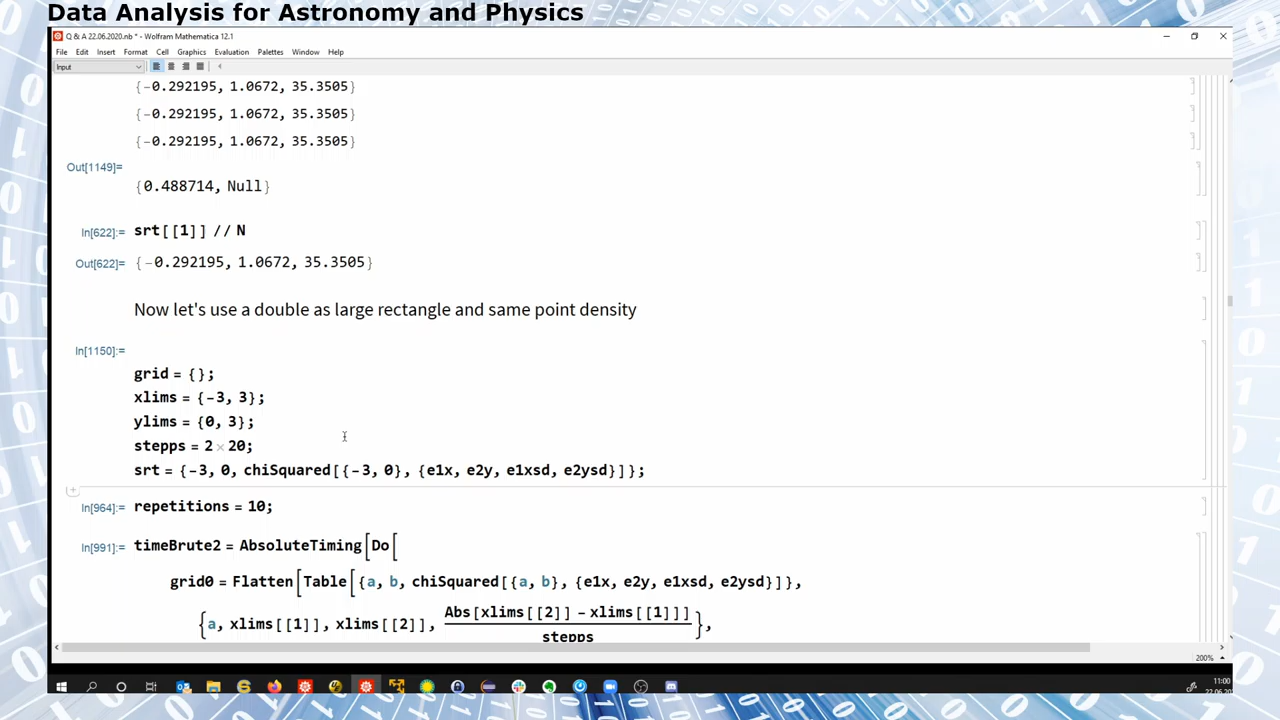 Data Analysis for Astronomy and Physics
Q & A 22.06.2020.nb * - Wolfram Mathematica 12.1
File Edit Insert Format Cell Graphics Evaluation Palettes Window Help
Input
{-0.292195, 1.0672, 35.3505}
{-0.292195, 1.0672, 35.3505}
{-0.292195, 1.0672, 35.3505}
Out[1149]=
{0.488714, Null}
In[622]:= srt[[1]] // N
Out[622]= {-0.292195, 1.0672, 35.3505}
Now let's use a double as large rectangle and same point density
In[1150]:=
grid = {};
xlims = {-3, 3};
ylims = {0, 3};
stepps = 2 × 20;
srt = {-3, 0, chiSquared[{-3, 0}, {e1x, e2y, e1xsd, e2ysd}]};
In[964]:= repetitions = 10;
In[991]:= timeBrute2 = AbsoluteTiming[Do[
grid0 = Flatten[Table[{a, b, chiSquared[{a, b}, {e1x, e2y, e1xsd, e2ysd}]},
Abs[xlims[[2]] - xlims[[1]]]
{a, xlims[[1]], xlims[[2]], },
stepps
200%
11:00